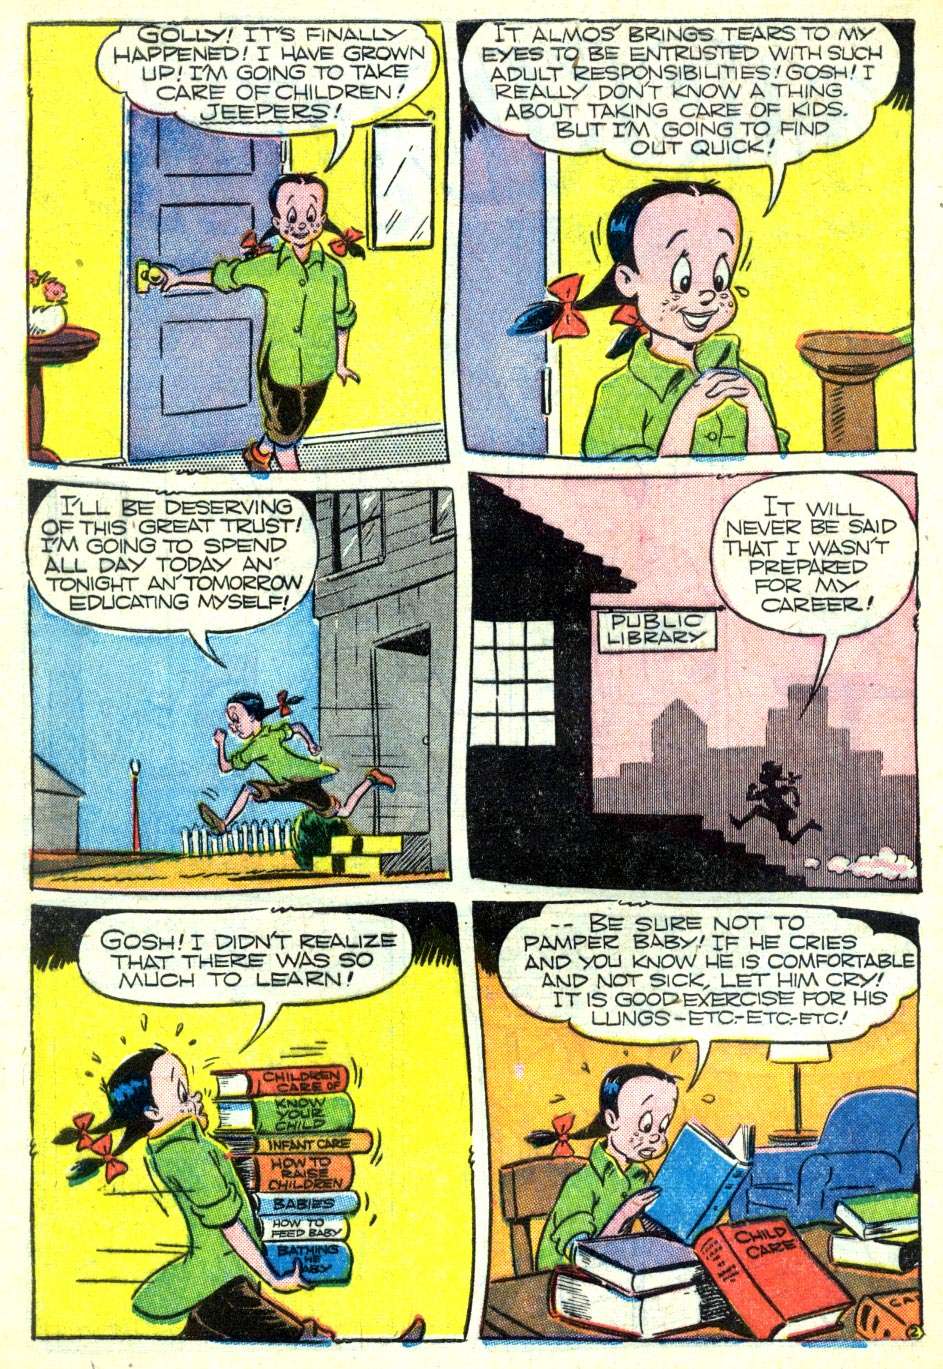 GOLLY! IT'S FINALLY
HAPPENED! I HAVE GROWN
UP! I'M GOING TO TAKE
CARE OF CHILDREN!
JEEPERS!
IT ALMOS' BRINGS TEARS TO MY
EYES TO BE ENTRUSTED WITH SUCH
ADULT RESPONSIBILITIES! GOSH! I
REALLY DON'T KNOW A THING
ABOUT TAKING CARE OF KIDS.
BUT I'M GOING TO FIND
OUT QUICK!
I'LL BE DESERVING
OF THIS GREAT TRUST!
I'M GOING TO SPEND
ALL DAY TODAY AN'
TONIGHT AN' TOMORROW
EDUCATING MYSELF!
IT WILL
NEVER BE SAID
THAT I WASN'T
PREPARED
FOR MY
CAREER!
PUBLIC
LIBRARY
GOSH! I DIDN'T REALIZE
THAT THERE WAS SO
MUCH TO LEARN!
CHILDREN
CARE OF
KNOW
YOUR
CHILD
INFANT CARE
HOW TO
RAISE
CHILDREN
BABIES
HOW TO
FEED BABY
BATHING
THE
BABY
-- BE SURE NOT TO
PAMPER BABY! IF HE CRIES
AND YOU KNOW HE IS COMFORTABLE
AND NOT SICK, LET HIM CRY!
IT IS GOOD EXERCISE FOR HIS
LUNGS-ETC-ETC-ETC!
CHILD
CARE
CA
2